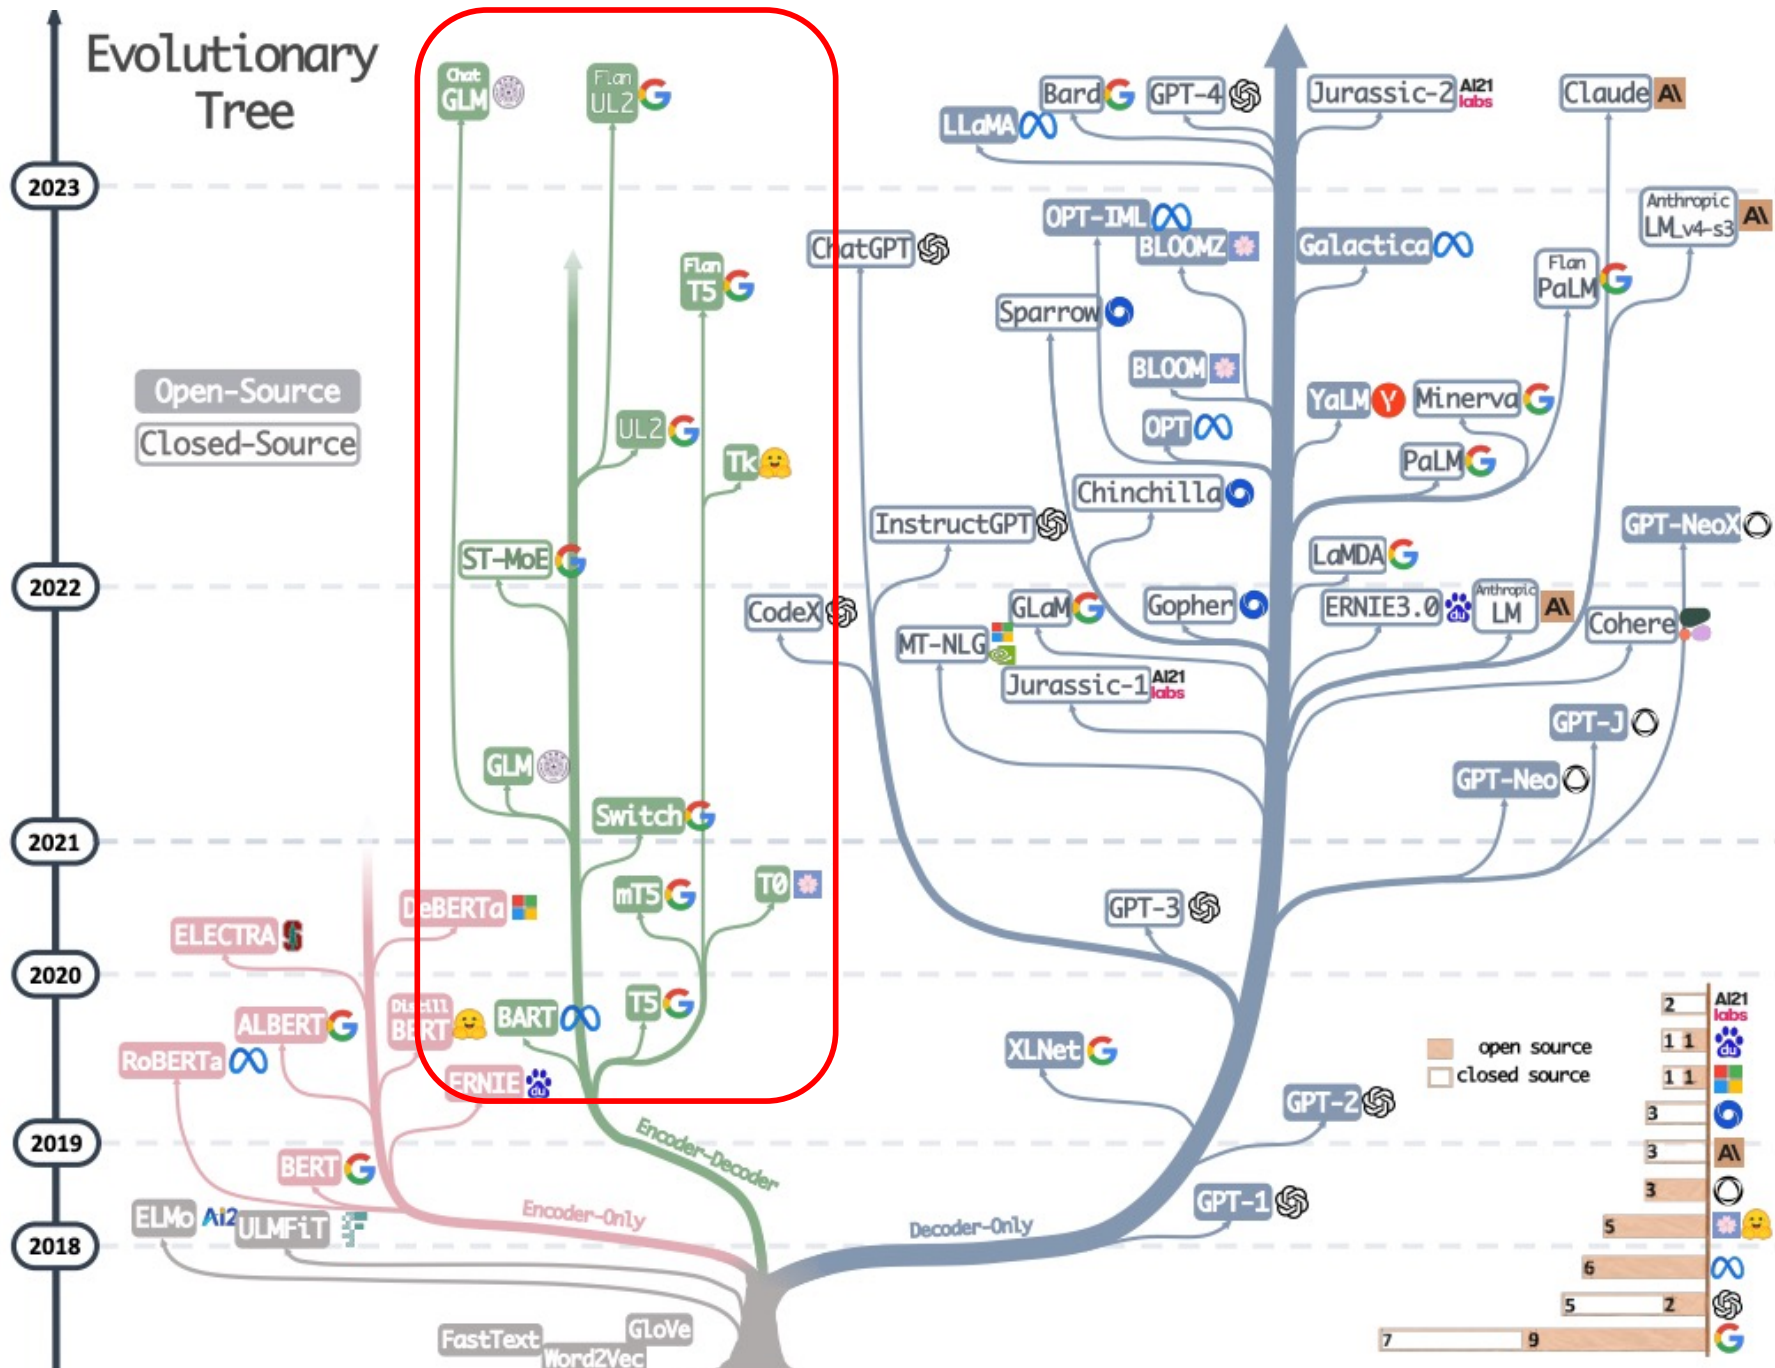 Evolutionary
Tree
Chat
GLM
Flan
UL2
Bard
GPT-4
Jurassic-2
AI21
labs
Claude
A\
LLaMA
2023
Anthropic
LM_v4-s3
A\
OPT-IML
ChatGPT
BLOOMZ
Galactica
Flan
T5
Flan
PaLM
Sparrow
Open-Source
BLOOM
YaLM
Y
Minerva
Closed-Source
UL2
OPT
Tk
PaLM
Chinchilla
InstructGPT
GPT-NeoX
ST-MoE
LaMDA
2022
CodeX
GLaM
Gopher
ERNIE3.0
du
Anthropic
LM
A\
Cohere
MT-NLG
Jurassic-1
AI21
labs
GPT-J
GLM
GPT-Neo
Switch
2021
mT5
T0
DeBERTa
GPT-3
ELECTRA
S
2020
Distill
BERT
BART
T5
ALBERT
2
AI21
labs
RoBERTa
XLNet
open source
1 1
du
closed source
1 1
ERNIE
du
GPT-2
3
2019
Encoder-Decoder
3
A\
BERT
3
ELMo
Ai2
ULMFiT
Encoder-Only
Decoder-Only
GPT-1
5
2018
6
5 2
FastText
GloVe
Word2Vec
7 9